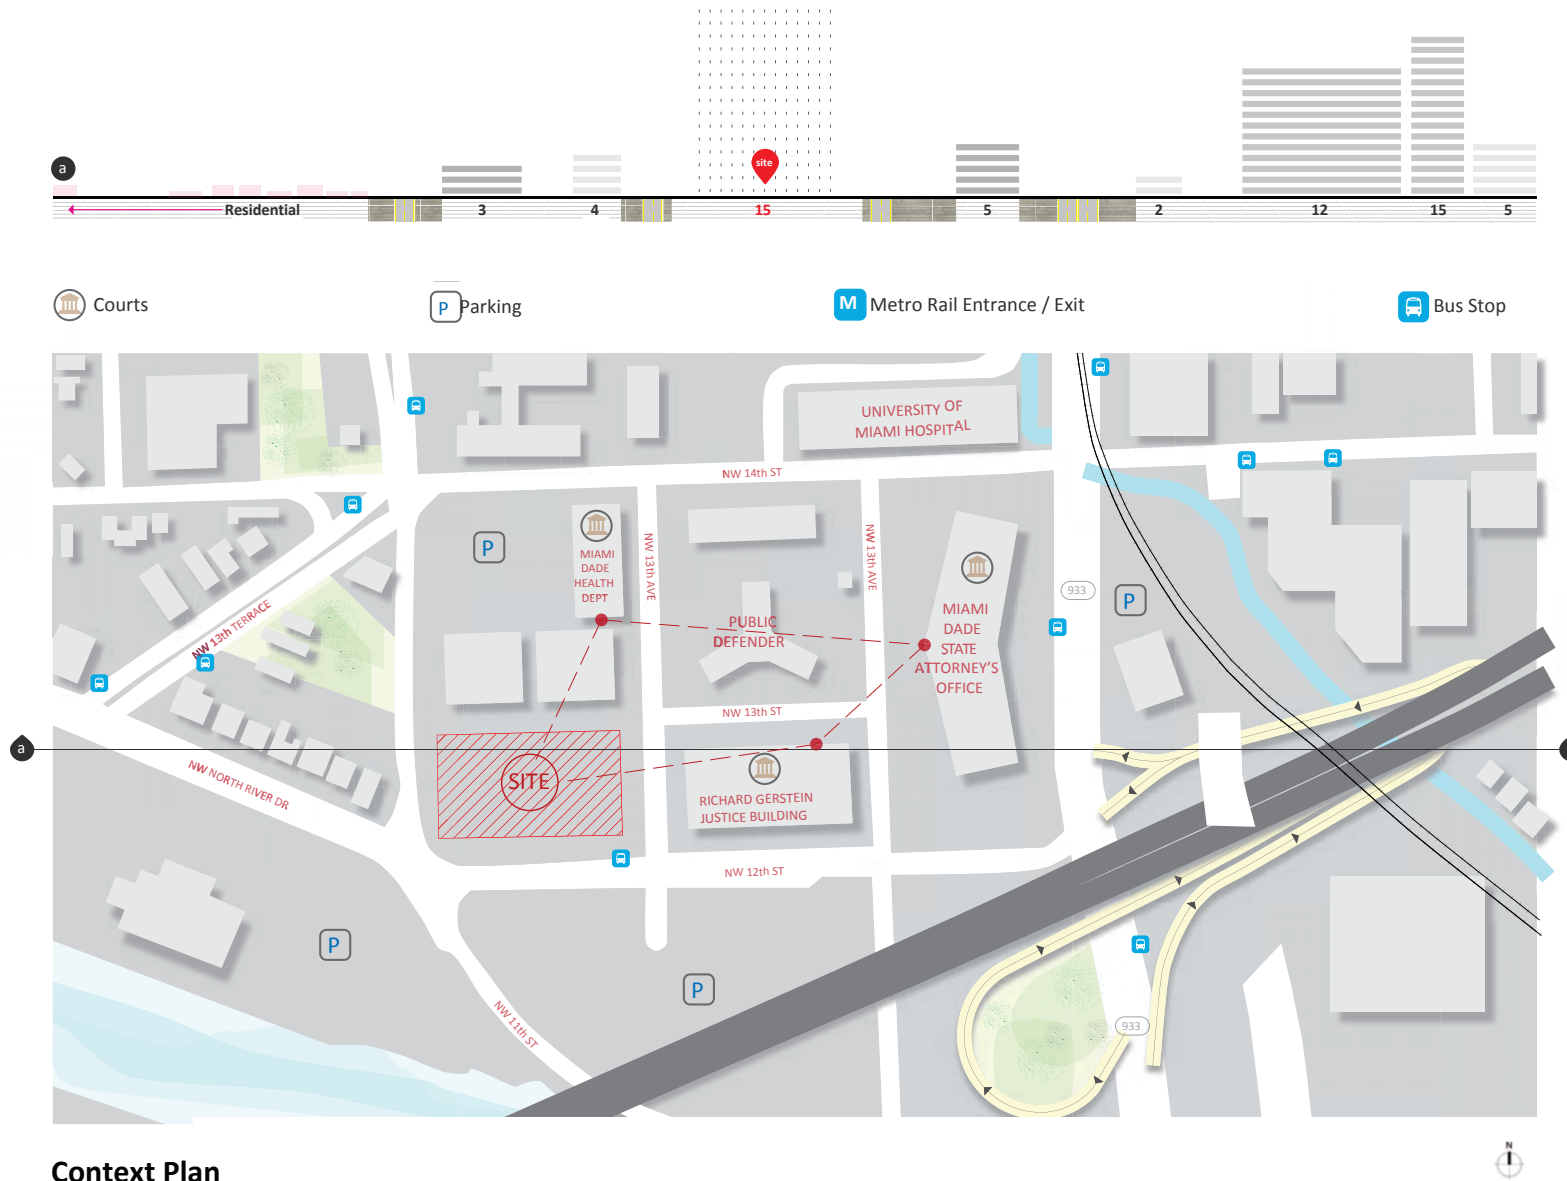 a
site
Residential
3
4
15
5
2
12
15
5
Courts
P Parking
M Metro Rail Entrance / Exit
Bus Stop
UNIVERSITY OF
MIAMI HOSPITAL
NW 14th ST
P
MIAMI
DADE
HEALTH
DEPT
NW 13th AVE
NW 13th AVE
PUBLIC
DEFENDER
MIAMI
DADE
STATE
ATTORNEY'S
OFFICE
933
P
NW 13th TERRACE
NW 13th ST
a
NW NORTH RIVER DR
SITE
RICHARD GERSTEIN
JUSTICE BUILDING
NW 12th ST
P
P
NW 11th ST
933
N
Context Plan